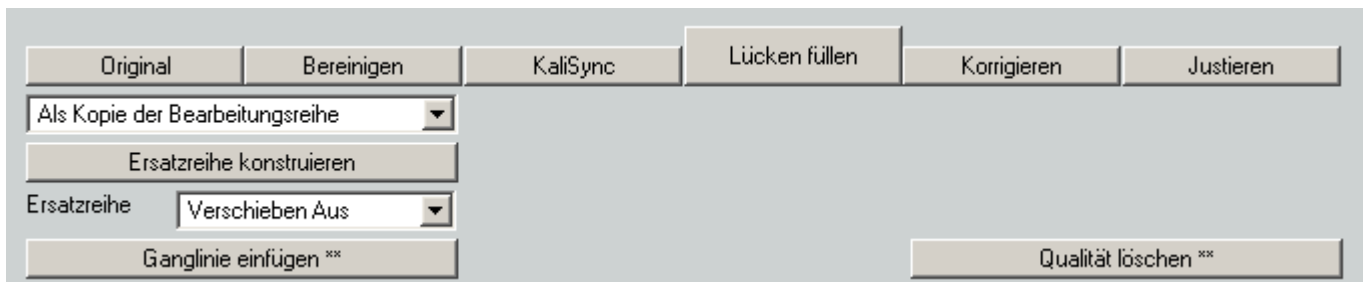 Original Bereinigen KaliSync Lücken füllen Korrigieren Justieren
Als Kopie der Bearbeitungsreihe
Ersatzreihe konstruieren
Ersatzreihe Verschieben Aus
Ganglinie einfügen ** Qualität löschen **